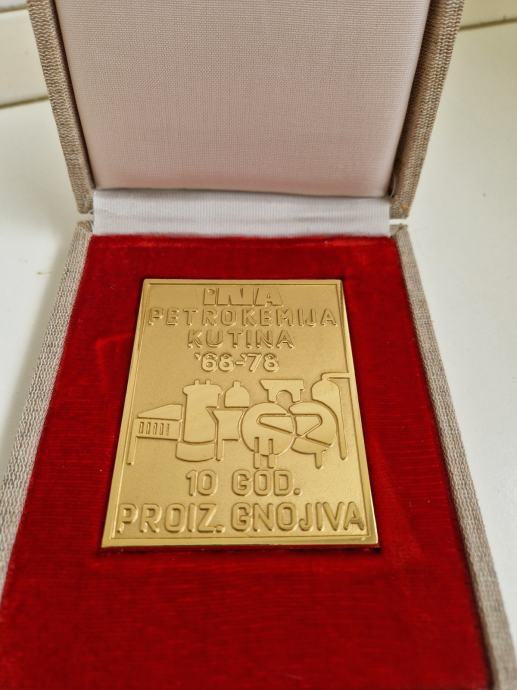 INA
PETROKEMIJA
KUTINA
'68-'78
10 GOD.
PROIZ. GNOJIVA